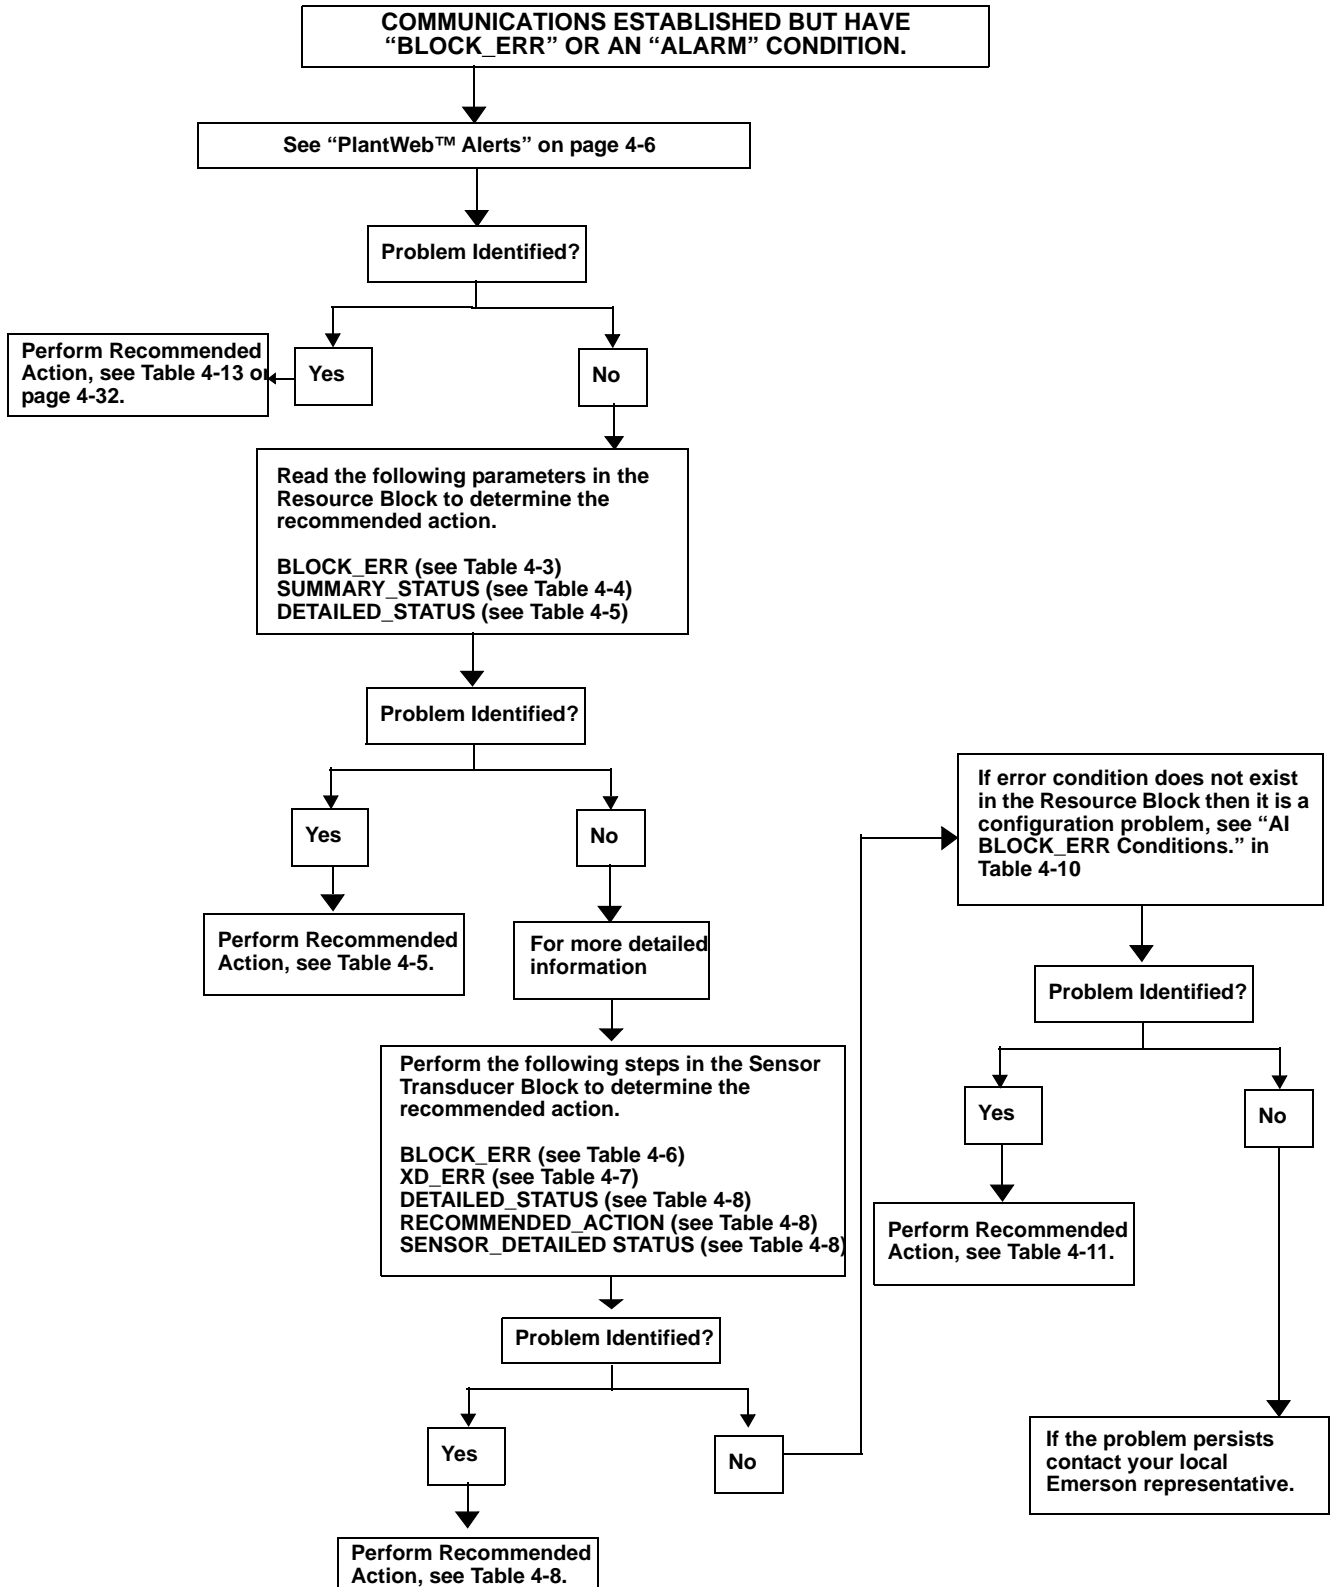 COMMUNICATIONS ESTABLISHED BUT HAVE
“BLOCK_ERR” OR AN “ALARM” CONDITION.
See “PlantWeb™ Alerts” on page 4-6
Problem Identified?
Perform Recommended
Action, see Table 4-13 on
page 4-32.
Yes
No
Read the following parameters in the
Resource Block to determine the
recommended action.
BLOCK_ERR (see Table 4-3)
SUMMARY_STATUS (see Table 4-4)
DETAILED_STATUS (see Table 4-5)
Problem Identified?
Yes
No
Perform Recommended
Action, see Table 4-5.
For more detailed
information
Perform the following steps in the Sensor
Transducer Block to determine the
recommended action.
BLOCK_ERR (see Table 4-6)
XD_ERR (see Table 4-7)
DETAILED_STATUS (see Table 4-8)
RECOMMENDED_ACTION (see Table 4-8)
SENSOR_DETAILED STATUS (see Table 4-8)
Problem Identified?
Yes
No
Perform Recommended
Action, see Table 4-8.
If error condition does not exist
in the Resource Block then it is a
configuration problem, see “AI
BLOCK_ERR Conditions.” in
Table 4-10
Problem Identified?
Yes
No
Perform Recommended
Action, see Table 4-11.
If the problem persists
contact your local
Emerson representative.